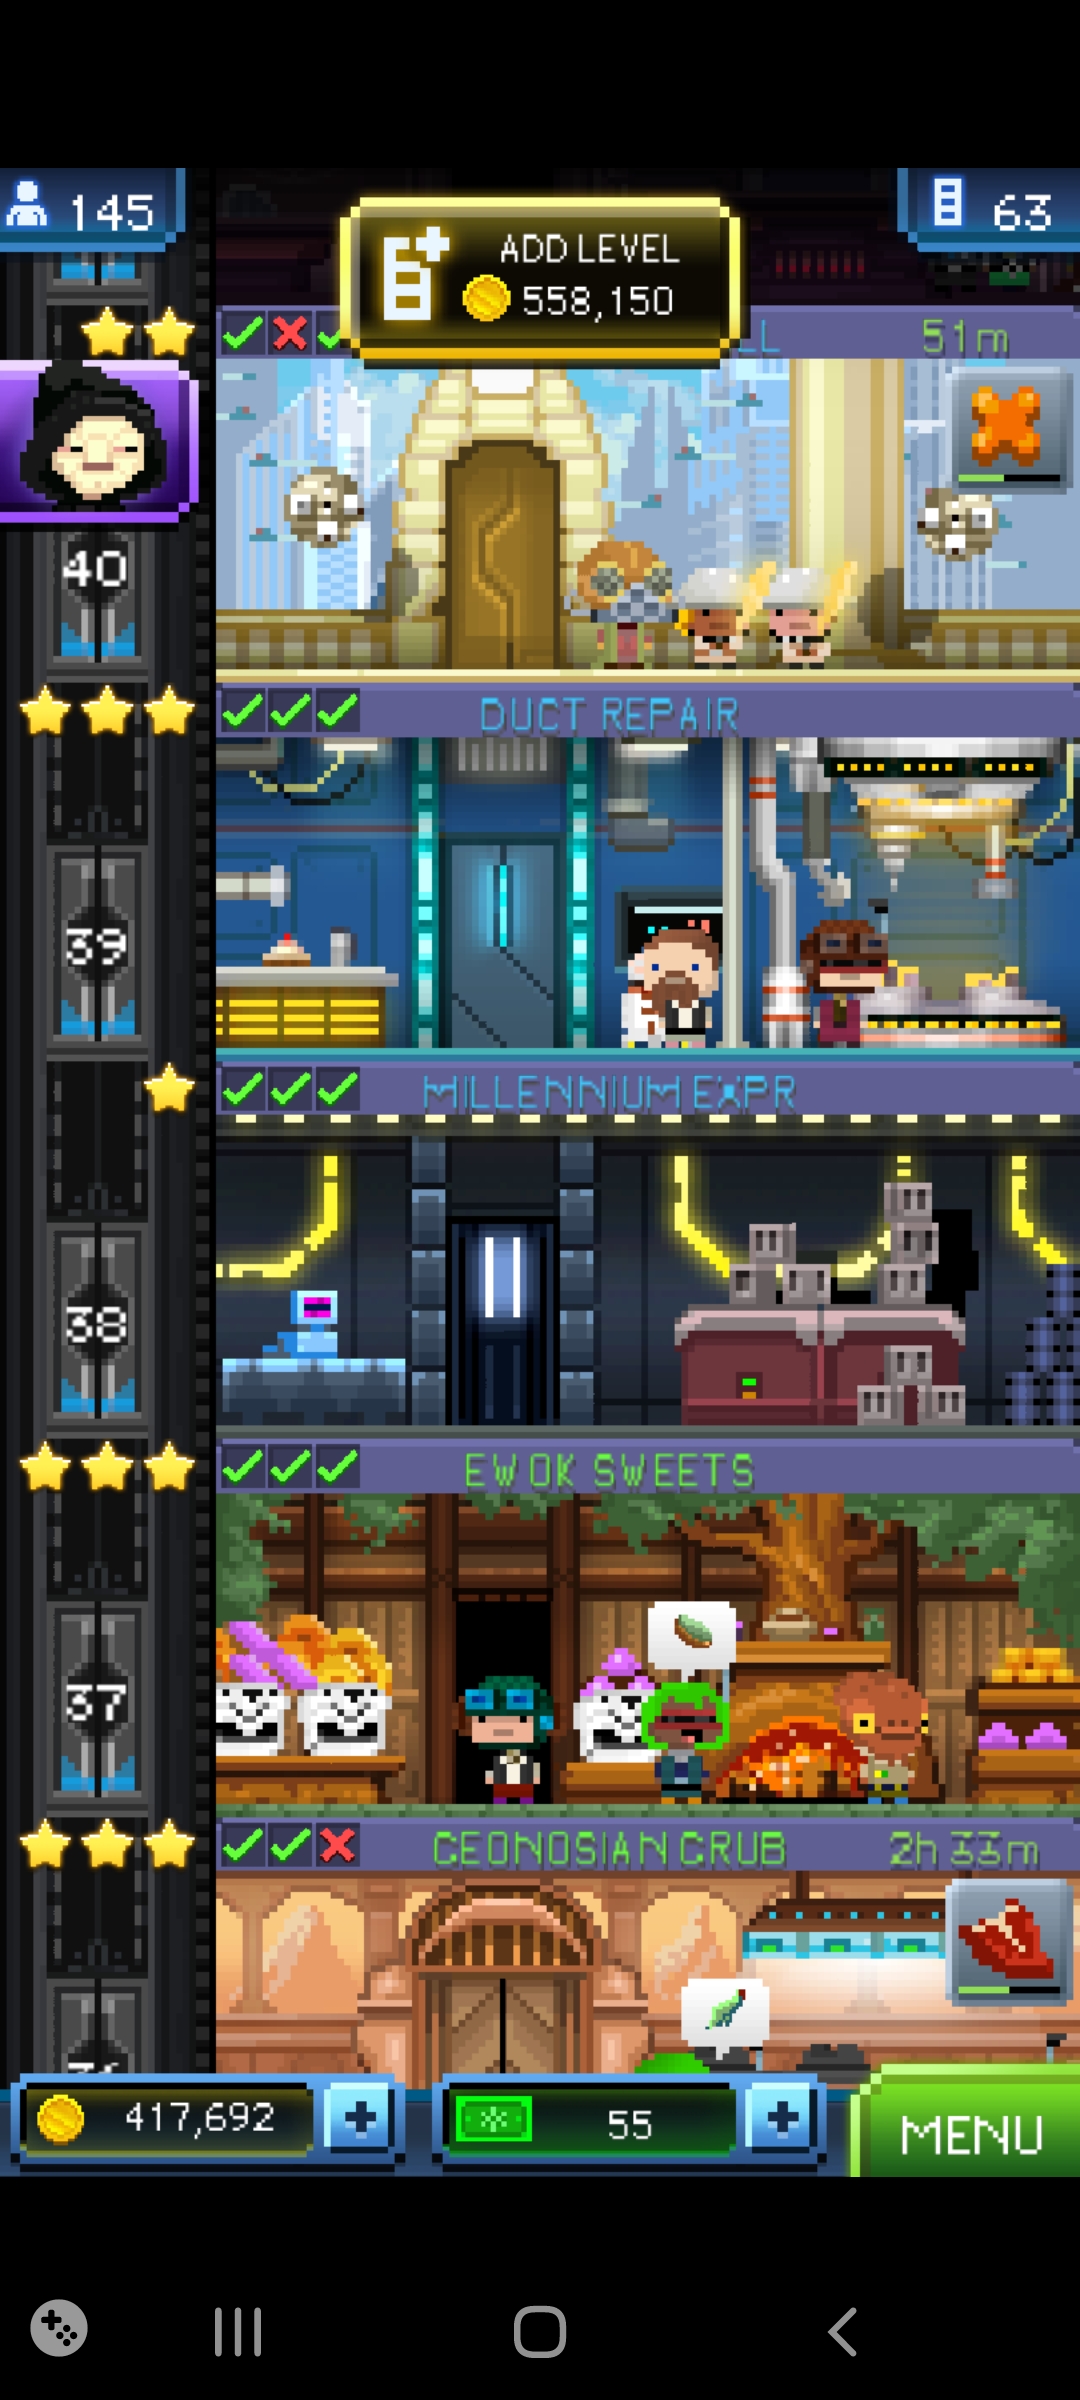 145
ADD LEVEL
558,150
63
LL
51m
40
DUCT REPAIR
39
MILLENNIUM EXPR
38
EWOK SWEETS
37
GEONOSIAN GRUB
2h 33m
417,692
55
MENU